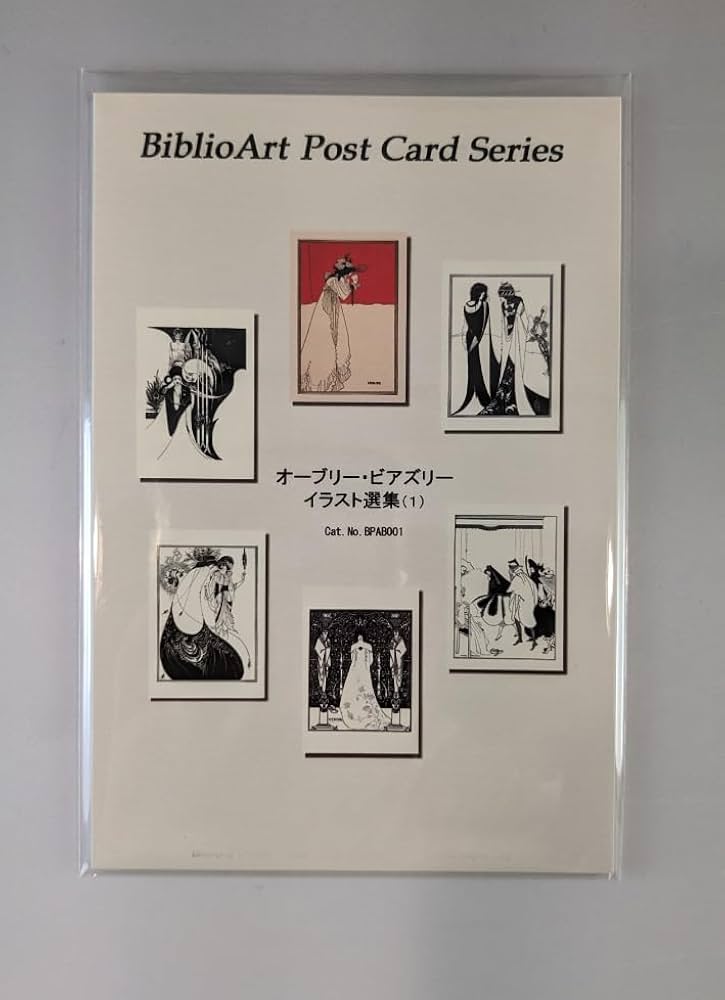 BiblioArt Post Card Series
オーブリー・ビアズリー
イラスト選集(1)
Cat.No.BPAB001